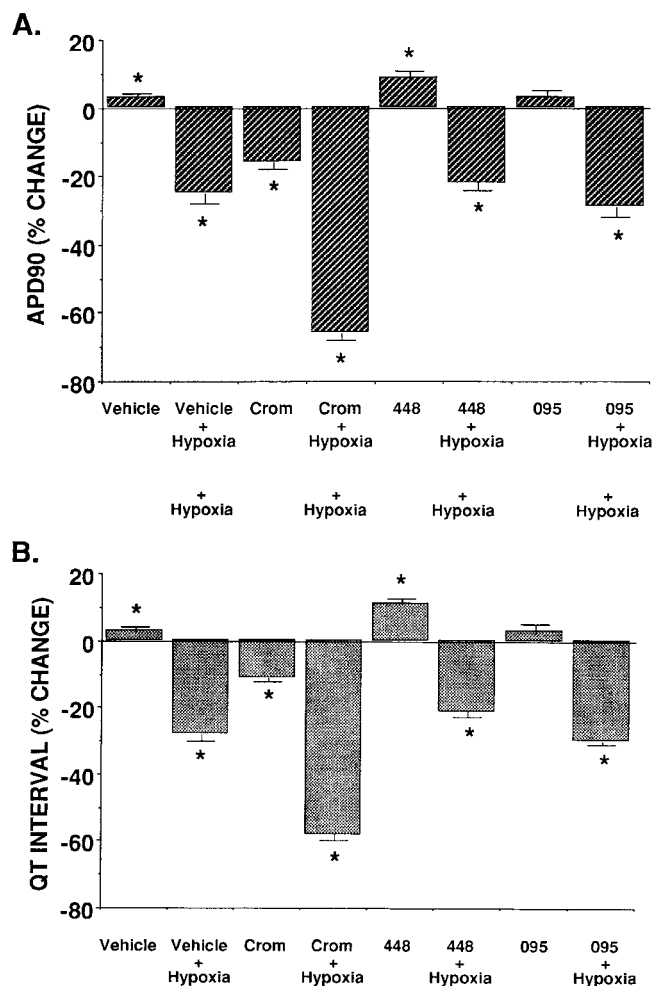 A.
20
0
-20
-40
-60
-80
APD90 (% CHANGE)
* * * * * * *
Vehicle Vehicle Crom Crom 448 448 095 095
+ + + +
Hypoxia Hypoxia Hypoxia Hypoxia
+ + + +
Hypoxia Hypoxia Hypoxia Hypoxia
B.
20
0
-20
-40
-60
-80
QT INTERVAL (% CHANGE)
* * * * * * *
Vehicle Vehicle Crom Crom 448 448 095 095
+ + + +
Hypoxia Hypoxia Hypoxia Hypoxia